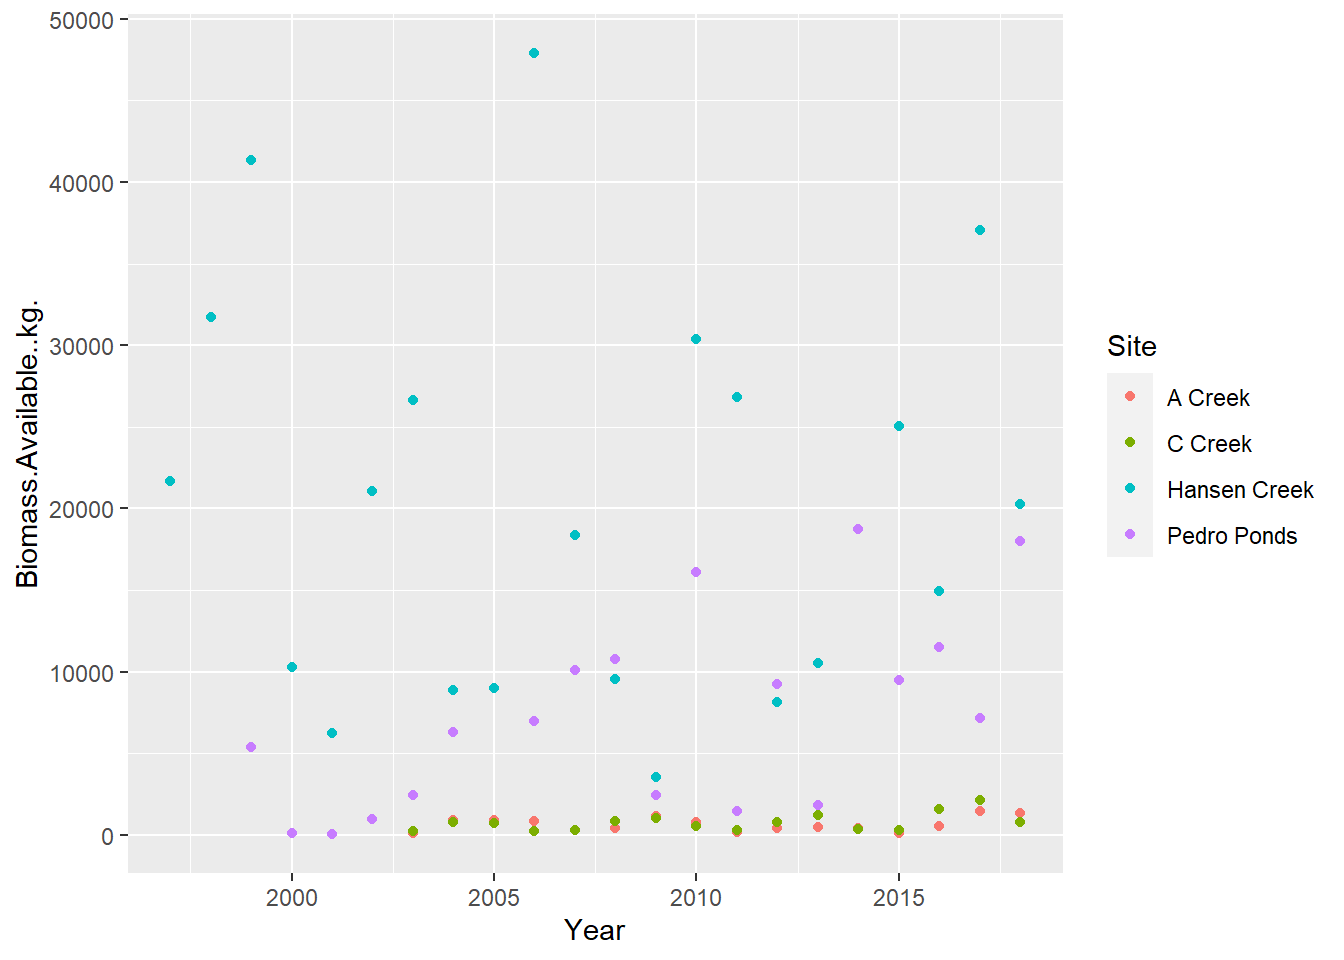 50000
40000
30000
20000
10000
0
Biomass.Available..kg.
2000 2005 2010 2015
Year
Site
A Creek
C Creek
Hansen Creek
Pedro Ponds